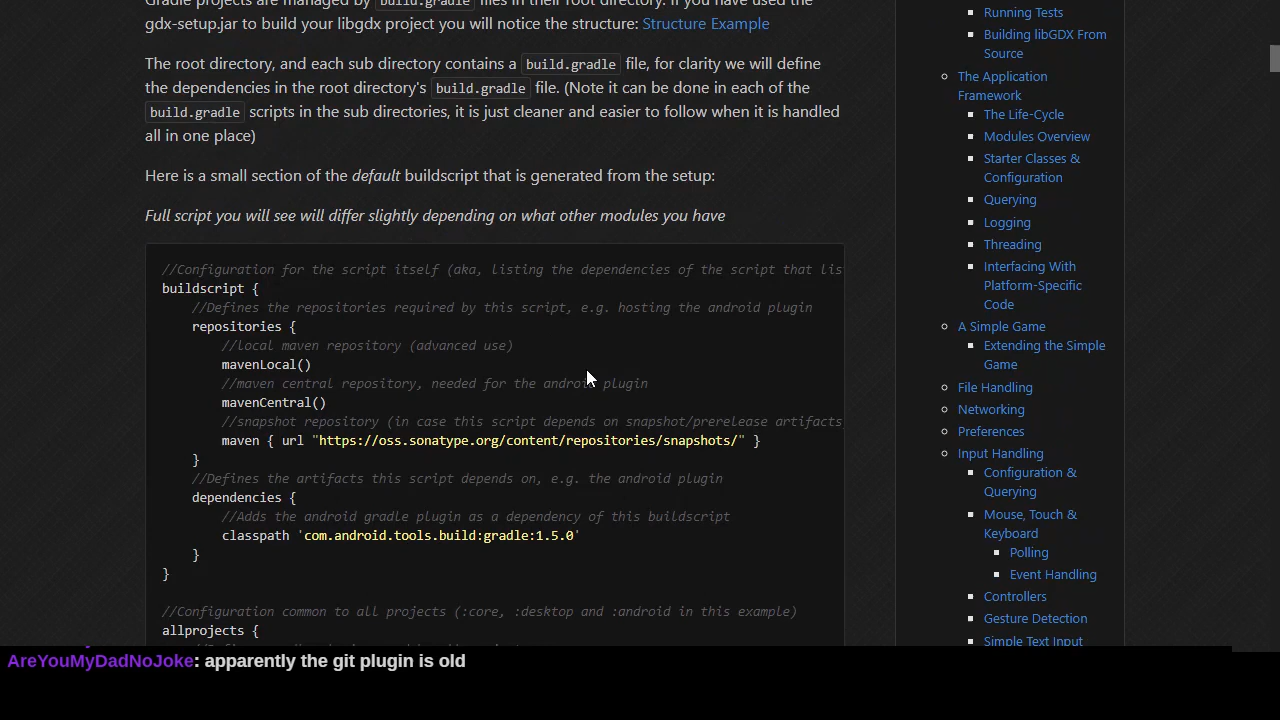 Gradle projects are managed by build.gradle files in their root directory. If you have used the
gdx-setup.jar to build your libgdx project you will notice the structure: Structure Example
The root directory, and each sub directory contains a build.gradle file, for clarity we will define
the dependencies in the root directory's build.gradle file. (Note it can be done in each of the
build.gradle scripts in the sub directories, it is just cleaner and easier to follow when it is handled
all in one place)
Here is a small section of the default buildscript that is generated from the setup:
Full script you will see will differ slightly depending on what other modules you have
//Configuration for the script itself (aka, listing the dependencies of the script that lis
buildscript {
//Defines the repositories required by this script, e.g. hosting the android plugin
repositories {
//local maven repository (advanced use)
mavenLocal()
//maven central repository, needed for the android plugin
mavenCentral()
//snapshot repository (in case this script depends on snapshot/prerelease artifacts
maven { url "https://oss.sonatype.org/content/repositories/snapshots/" }
}
//Defines the artifacts this script depends on, e.g. the android plugin
dependencies {
//Adds the android gradle plugin as a dependency of this buildscript
classpath 'com.android.tools.build:gradle:1.5.0'
}
}
//Configuration common to all projects (:core, :desktop and :android in this example)
allprojects {
Running Tests
Building libGDX From
Source
The Application
Framework
The Life-Cycle
Modules Overview
Starter Classes &
Configuration
Querying
Logging
Threading
Interfacing With
Platform-Specific
Code
A Simple Game
Extending the Simple
Game
File Handling
Networking
Preferences
Input Handling
Configuration &
Querying
Mouse, Touch &
Keyboard
Polling
Event Handling
Controllers
Gesture Detection
Simple Text Input
AreYouMyDadNoJoke: apparently the git plugin is old